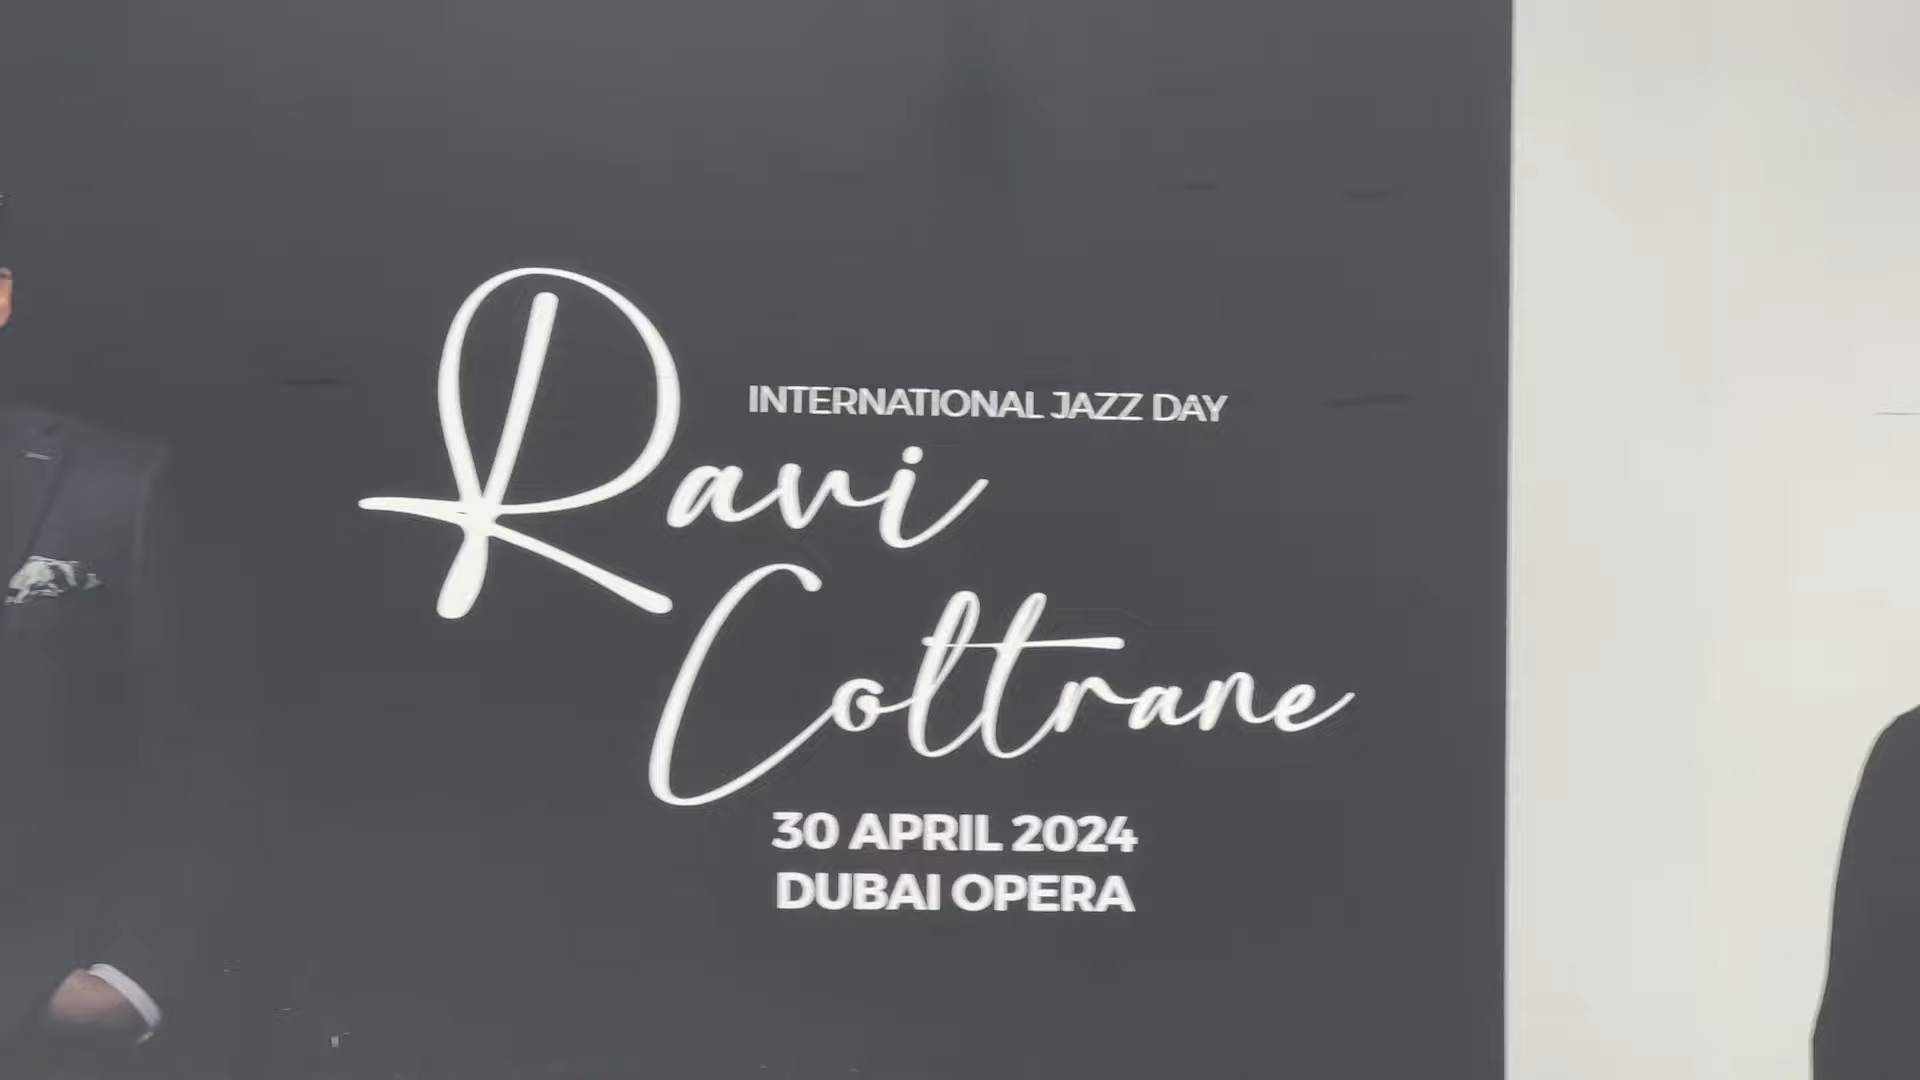 INTERNATIONAL JAZZ DAY
Ravi
Coltrane
30 APRIL 2024
DUBAI OPERA